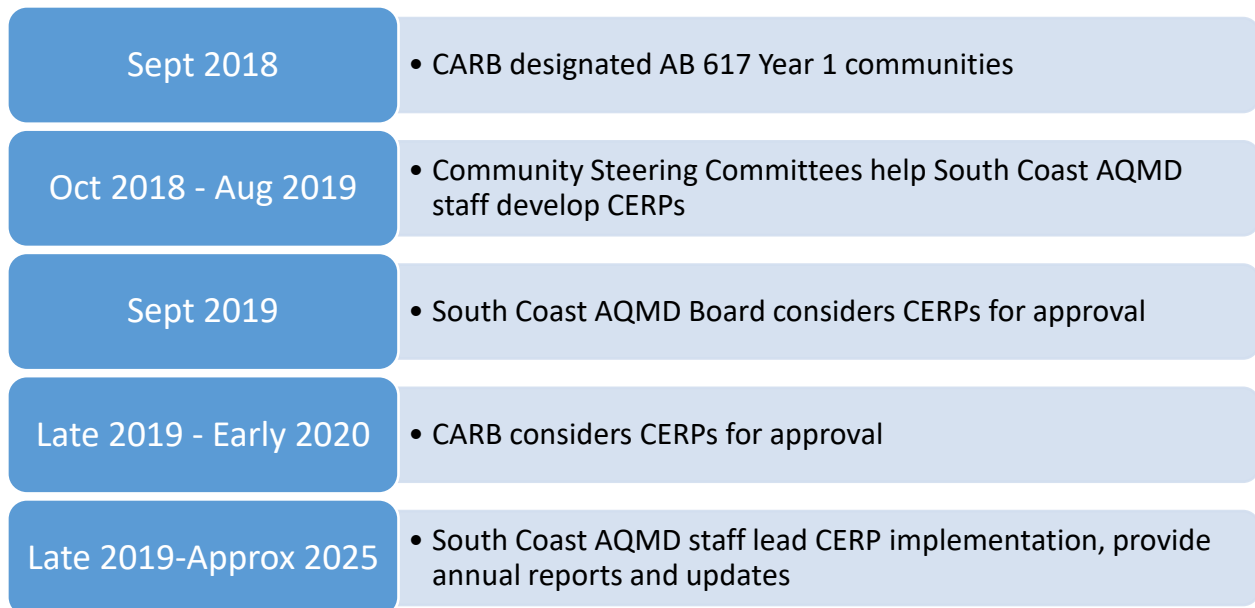 Sept 2018
• CARB designated AB 617 Year 1 communities
Oct 2018 - Aug 2019
• Community Steering Committees help South Coast AQMD
staff develop CERPs
Sept 2019
• South Coast AQMD Board considers CERPs for approval
Late 2019 - Early 2020
• CARB considers CERPs for approval
Late 2019-Approx 2025
• South Coast AQMD staff lead CERP implementation, provide
annual reports and updates